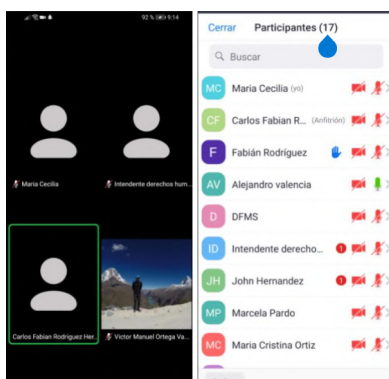 92 % 9:14
Maria Cecilia
Intendente derechos hum...
Carlos Fabian Rodriguez Her...
Victor Manuel Ortega Va...
Cerrar Participantes (17)
Buscar
MC Maria Cecilia (yo)
CF Carlos Fabian R... (Anfitrión)
F Fabián Rodríguez
AV Alejandro valencia
D DFMS
ID Intendente derecho...
JH John Hernandez
MP Marcela Pardo
MC Maria Cristina Ortiz